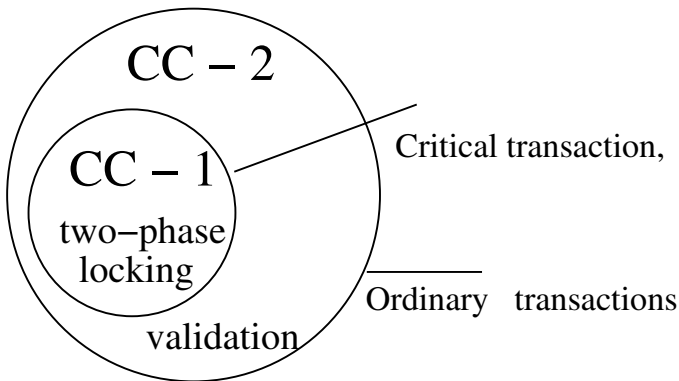 CC – 2
Critical transaction,
CC – 1
two–phase
locking
Ordinary transactions
validation